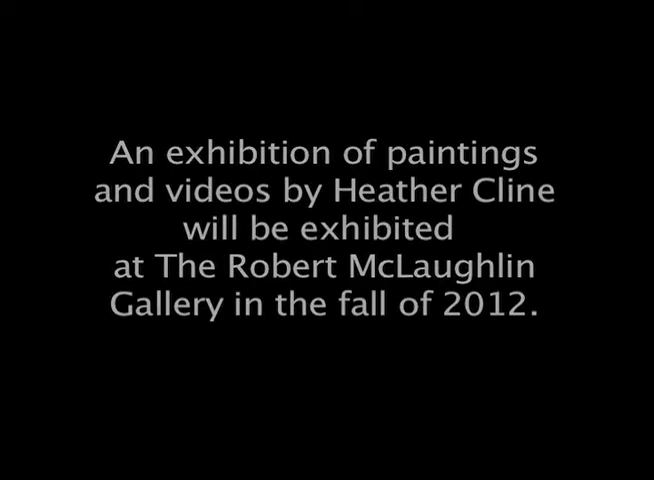 An exhibition of paintings
and videos by Heather Cline
will be exhibited
at The Robert McLaughlin
Gallery in the fall of 2012.